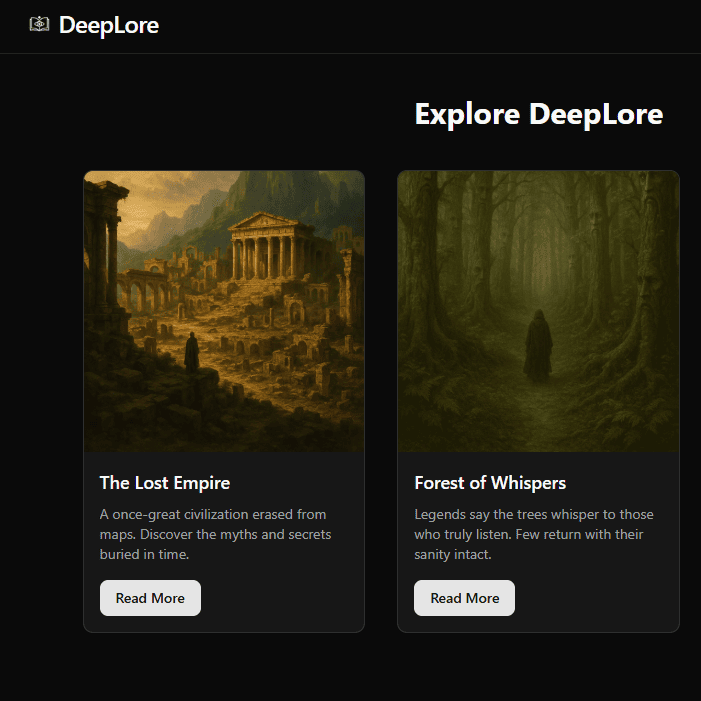 DeepLore
Explore DeepLore
The Lost Empire
A once-great civilization erased from
maps. Discover the myths and secrets
buried in time.
Read More
Forest of Whispers
Legends say the trees whisper to those
who truly listen. Few return with their
sanity intact.
Read More